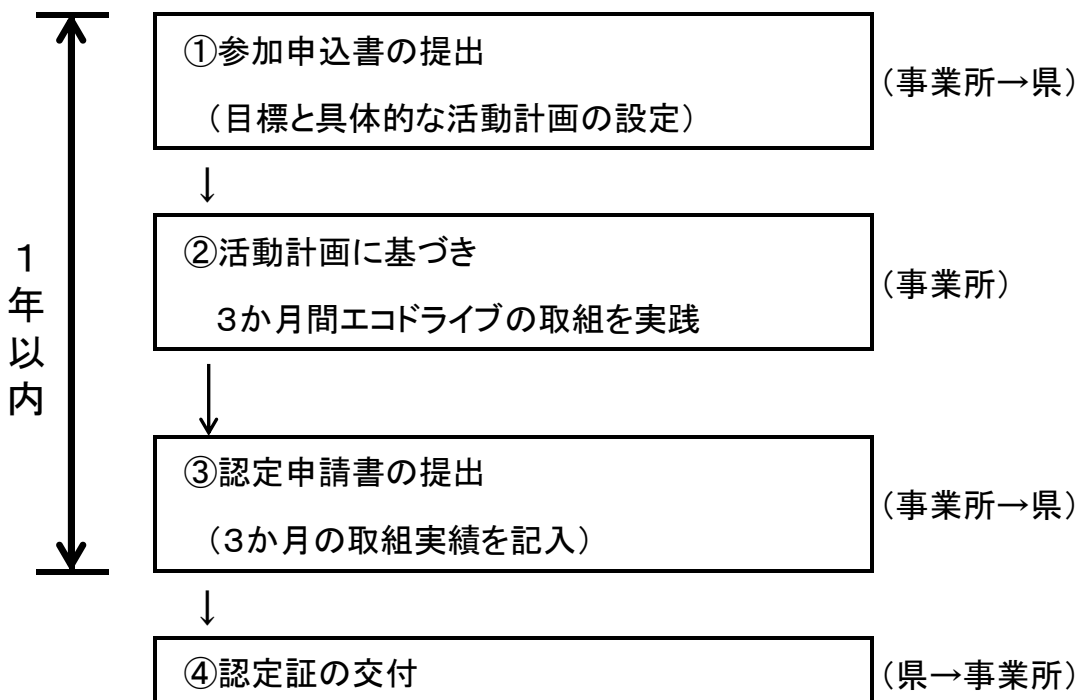 ①参加申込書の提出
（目標と具体的な活動計画の設定）
（事業所→県）
↓
②活動計画に基づき
３か月間エコドライブの取組を実践
（事業所）
１年以内
↓
③認定申請書の提出
（３か月の取組実績を記入）
（事業所→県）
↓
④認定証の交付
（県→事業所）